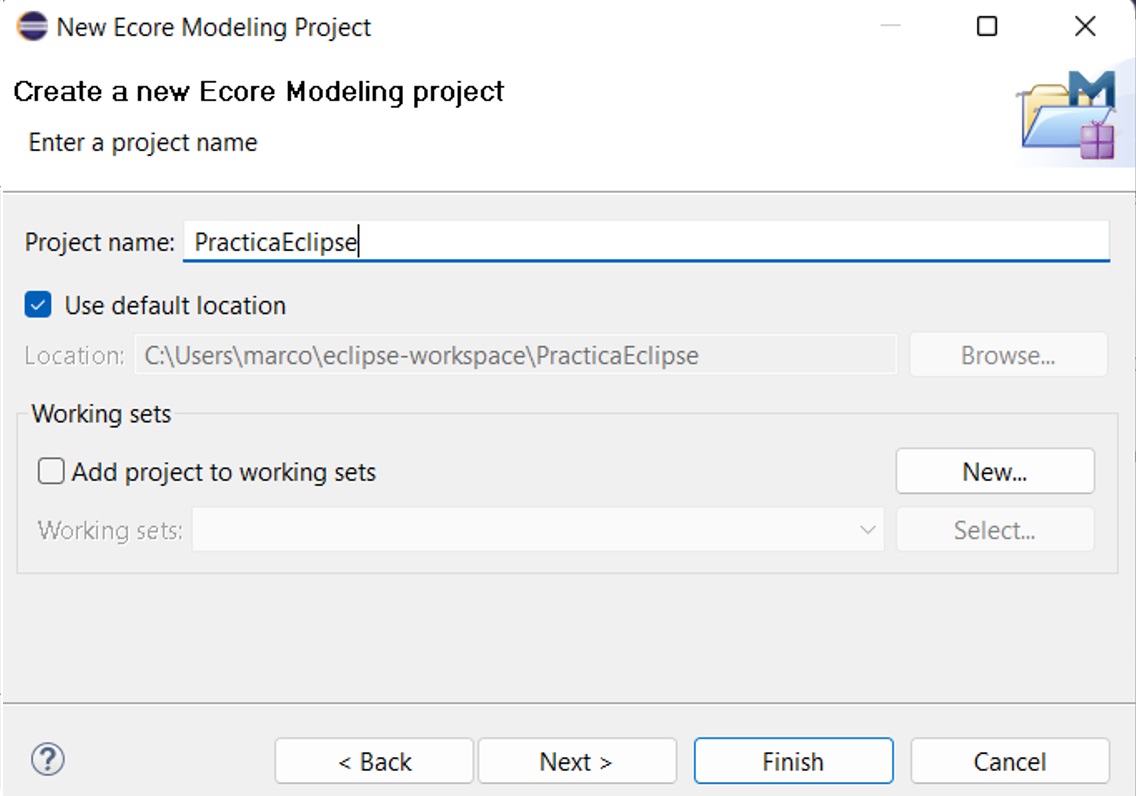 New Ecore Modeling Project
Create a new Ecore Modeling project
Enter a project name
Project name: PracticaEclipse
Use default location
Location: C:\Users\marco\eclipse-workspace\PracticaEclipse Browse...
Working sets
Add project to working sets New...
Working sets: Select...
? < Back Next > Finish Cancel